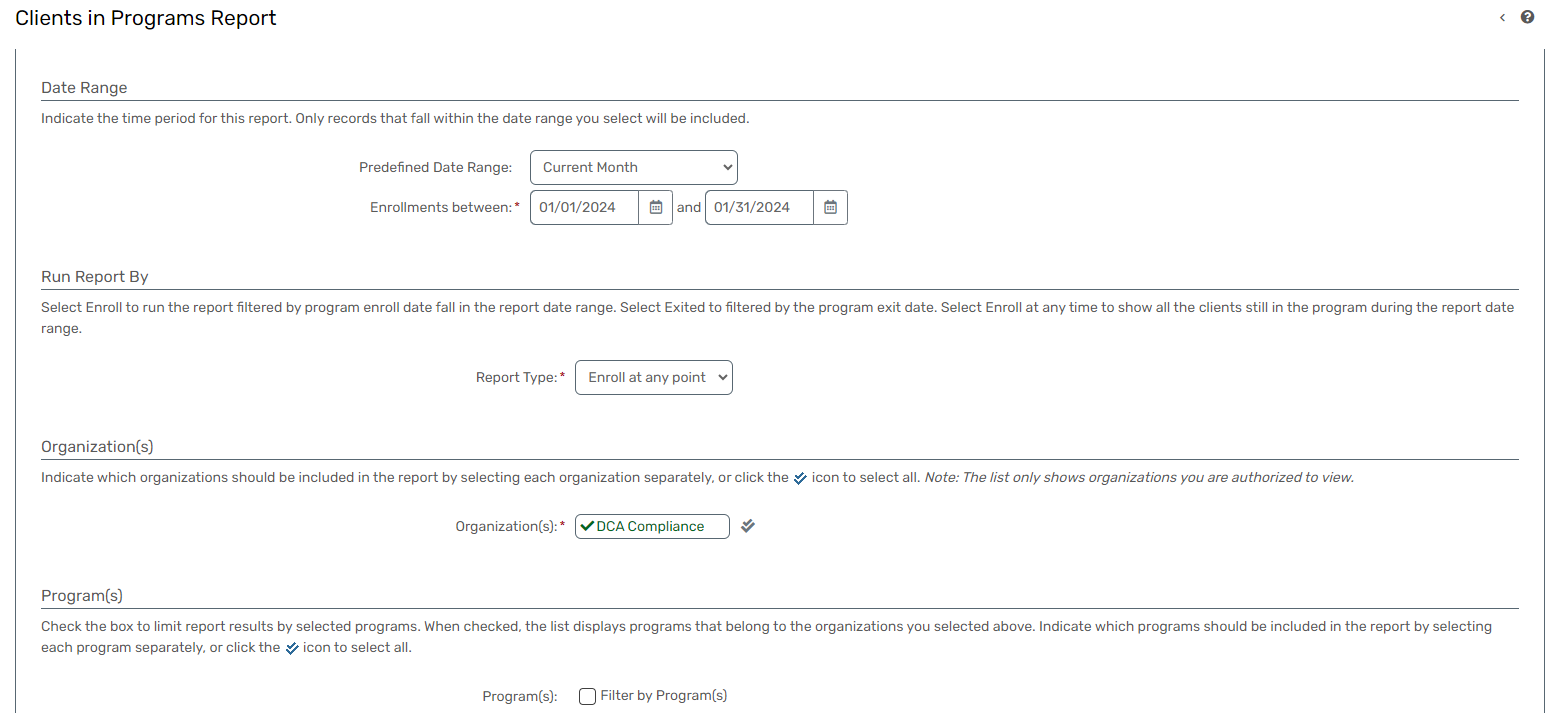 Clients in Programs Report
Date Range
Indicate the time period for this report. Only records that fall within the date range you select will be included.
Predefined Date Range: Current Month
Enrollments between:* 01/01/2024 and 01/31/2024
Run Report By
Select Enroll to run the report filtered by program enroll date fall in the report date range. Select Exited to filtered by the program exit date. Select Enroll at any time to show all the clients still in the program during the report date
range.
Report Type:* Enroll at any point
Organization(s)
Indicate which organizations should be included in the report by selecting each organization separately, or click the icon to select all. Note: The list only shows organizations you are authorized to view.
Organization(s):* DCA Compliance
Program(s)
Check the box to limit report results by selected programs. When checked, the list displays programs that belong to the organizations you selected above. Indicate which programs should be included in the report by selecting
each program separately, or click the icon to select all.
Program(s): Filter by Program(s)